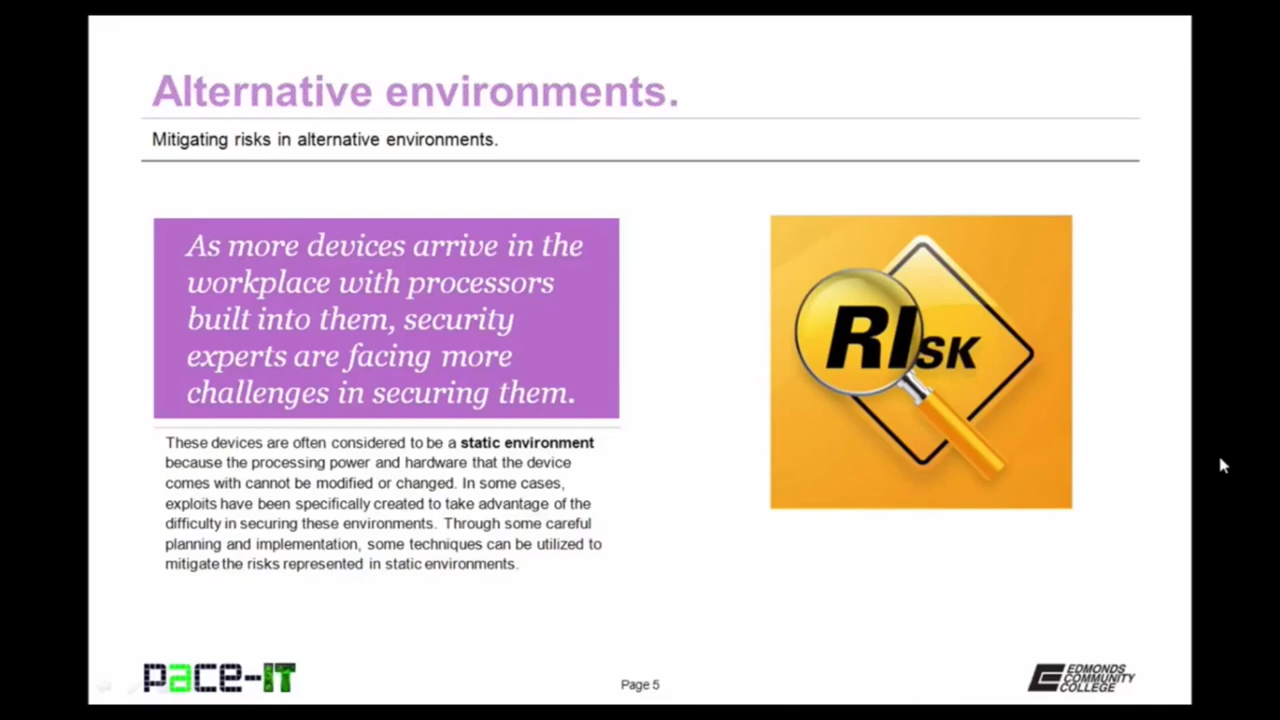 Alternative environments.
Mitigating risks in alternative environments.
As more devices arrive in the
workplace with processors
built into them, security
experts are facing more
challenges in securing them.
These devices are often considered to be a static environment
because the processing power and hardware that the device
comes with cannot be modified or changed. In some cases,
exploits have been specifically created to take advantage of the
difficulty in securing these environments. Through some careful
planning and implementation, some techniques can be utilized to
mitigate the risks represented in static environments.
RIsk
pace-IT
Page 5
EDMONDS
COMMUNITY
COLLEGE